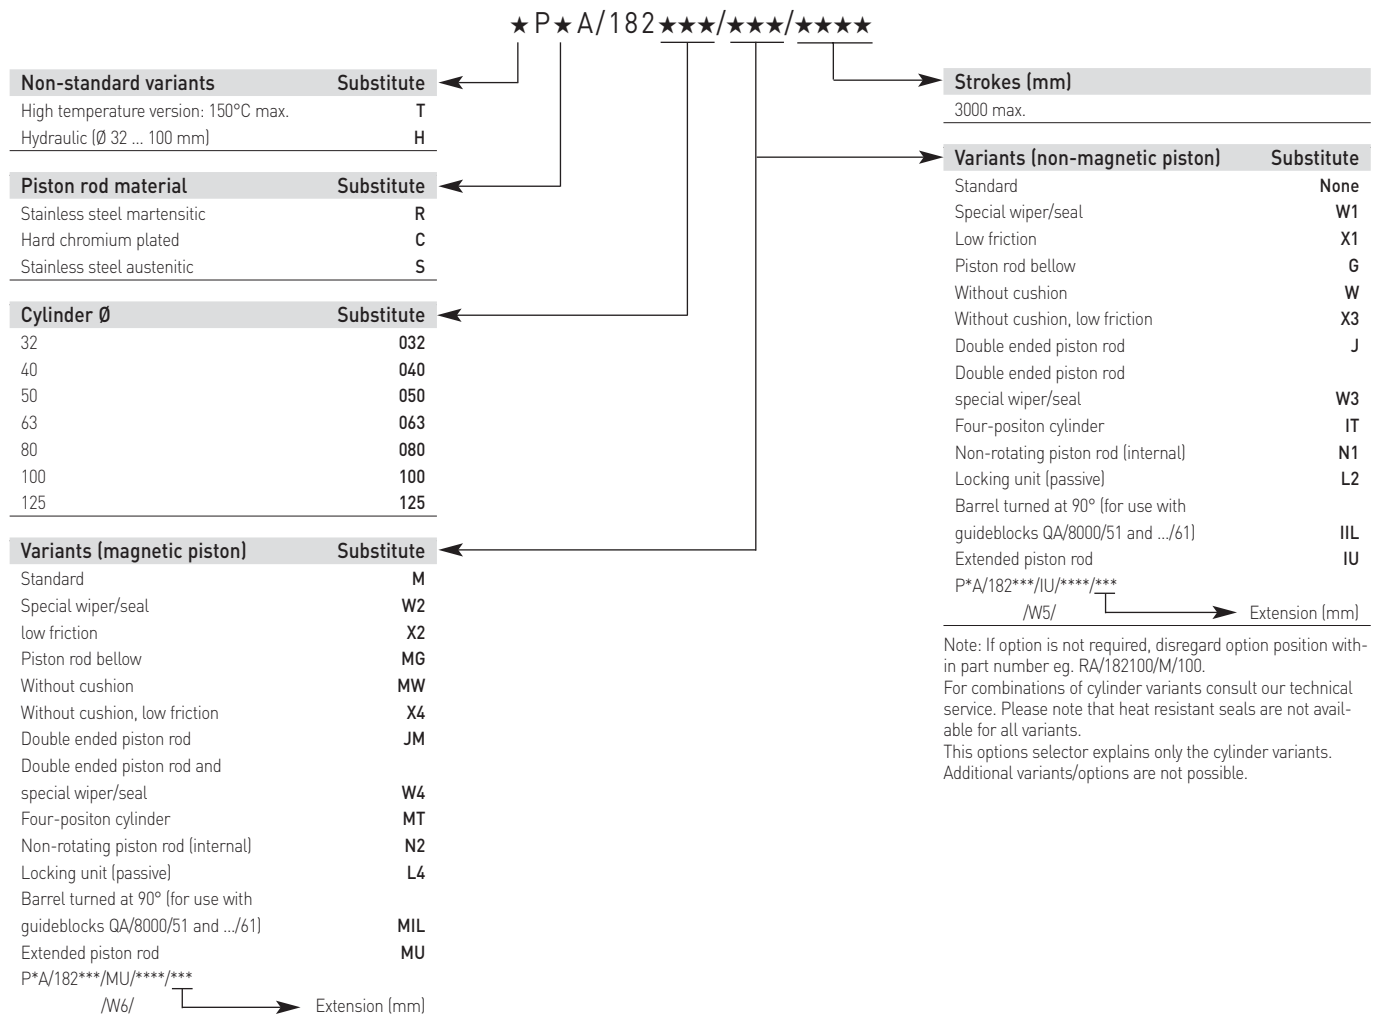 ★P★A/182★★★/★★★/★★★★
Non-standard variants Substitute
High temperature version: 150°C max. T
Hydraulic (Ø 32 ... 100 mm) H
Piston rod material Substitute
Stainless steel martensitic R
Hard chromium plated C
Stainless steel austenitic S
Cylinder Ø Substitute
32 032
40 040
50 050
63 063
80 080
100 100
125 125
Variants (magnetic piston) Substitute
Standard M
Special wiper/seal W2
low friction X2
Piston rod bellow MG
Without cushion MW
Without cushion, low friction X4
Double ended piston rod JM
Double ended piston rod and
special wiper/seal W4
Four-positon cylinder MT
Non-rotating piston rod (internal) N2
Locking unit (passive) L4
Barrel turned at 90° (for use with
guideblocks QA/8000/51 and .../61) MIL
Extended piston rod MU
P*A/182***/MU/****/***
/W6/ Extension (mm)
Strokes (mm)
3000 max.
Variants (non-magnetic piston) Substitute
Standard None
Special wiper/seal W1
Low friction X1
Piston rod bellow G
Without cushion W
Without cushion, low friction X3
Double ended piston rod J
Double ended piston rod
special wiper/seal W3
Four-positon cylinder IT
Non-rotating piston rod (internal) N1
Locking unit (passive) L2
Barrel turned at 90° (for use with
guideblocks QA/8000/51 and .../61) IIL
Extended piston rod IU
P*A/182***/IU/****/***
/W5/ Extension (mm)
Note: If option is not required, disregard option position with-
in part number eg. RA/182100/M/100.
For combinations of cylinder variants consult our technical
service. Please note that heat resistant seals are not avail-
able for all variants.
This options selector explains only the cylinder variants.
Additional variants/options are not possible.